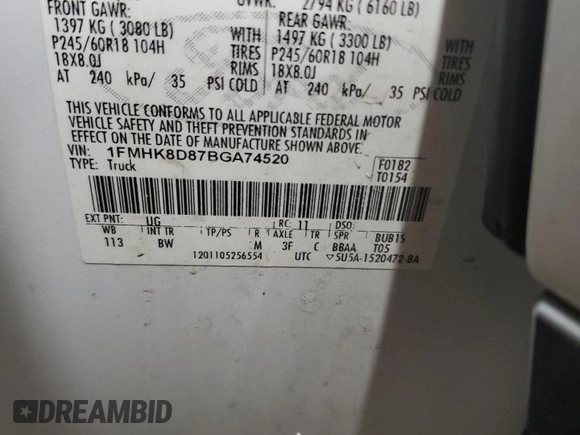 FRONT GAWR:
1397 KG ( 3080 LB)
P245/60R18 104H
18X8.0J
AT 240 kPa/ 35 PSI COLD
GVWR: 2794 KG ( 6160 LB)
REAR GAWR:
1497 KG ( 3300 LB)
P245/60R18 104H
18X8.0J
AT 240 kPa/ 35 PSI COLD
WITH
TIRES
RIMS
WITH
TIRES
RIMS
THIS VEHICLE CONFORMS TO ALL APPLICABLE FEDERAL MOTOR
VEHICLE SAFETY AND THEFT PREVENTION STANDARDS IN
EFFECT ON THE DATE OF MANUFACTURE SHOWN ABOVE.
VIN: 1FMHK8D87BGA74520
TYPE: Truck
F0182
T0154
EXT PNT: UG RC: 11 DSO:
WB INT TR TP/PS R AXLE TR SPR BUB15
113 BW M 3F C BBAA T05
1201105256554 UTC ▽5U5A-1520472-BA
DREAMBID